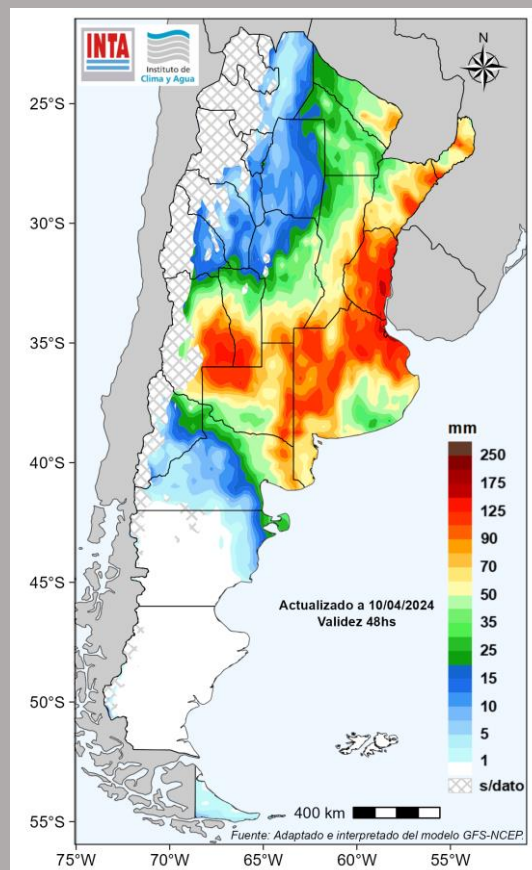 INTA
Instituto de
Clima y Agua
N
25°S
30°S
35°S
40°S
45°S
50°S
55°S
mm
250
175
125
90
70
50
35
25
15
10
5
1
s/dato
Actualizado a 10/04/2024
Validez 48hs
400 km
Fuente: Adaptado e interpretado del modelo GFS-NCEP.
75°W
70°W
65°W
60°W
55°W